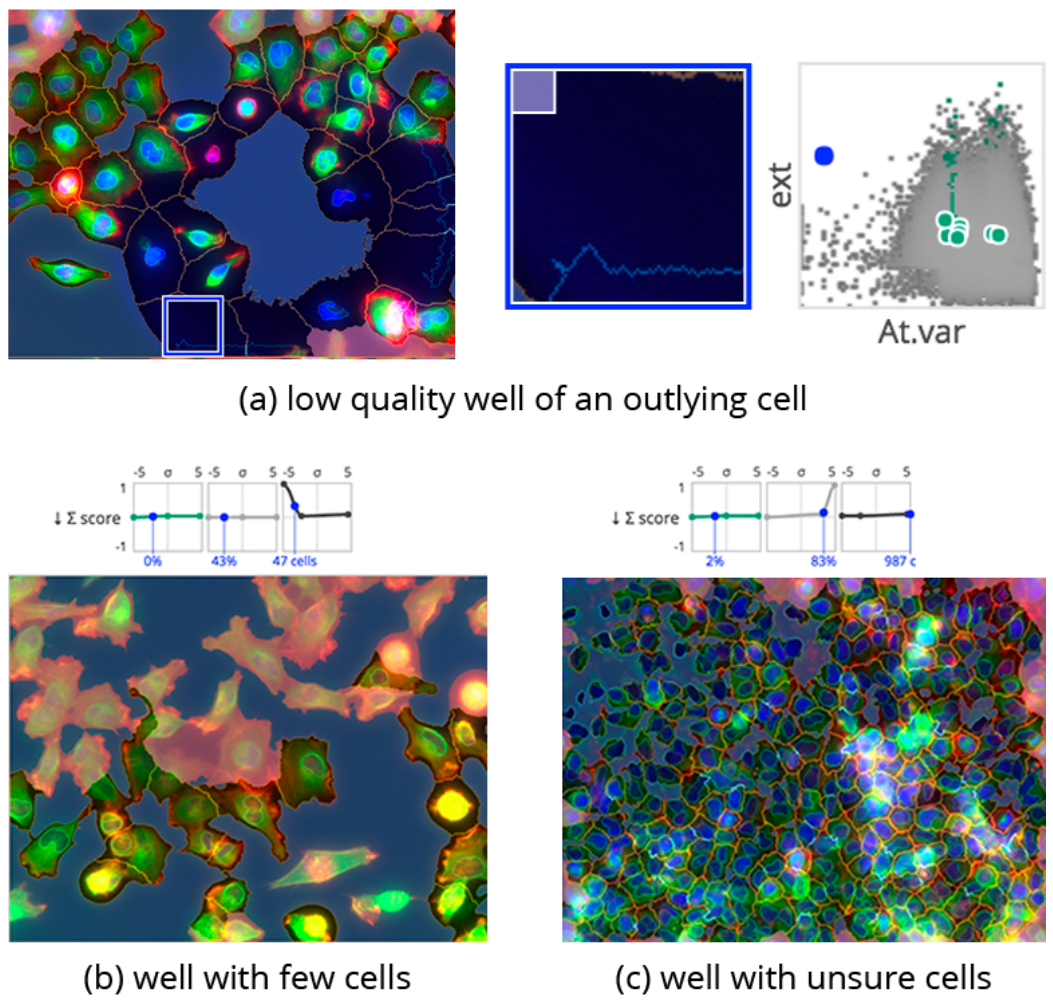 ext
At.var
(a) low quality well of an outlying cell
-5 σ 5 -5 σ 5 -5 σ 5
1
↓ Σ score
-1
0% 43% 47 cells
(b) well with few cells
-5 σ 5 -5 σ 5 -5 σ 5
1
↓ Σ score
-1
2% 83% 987 c
(c) well with unsure cells